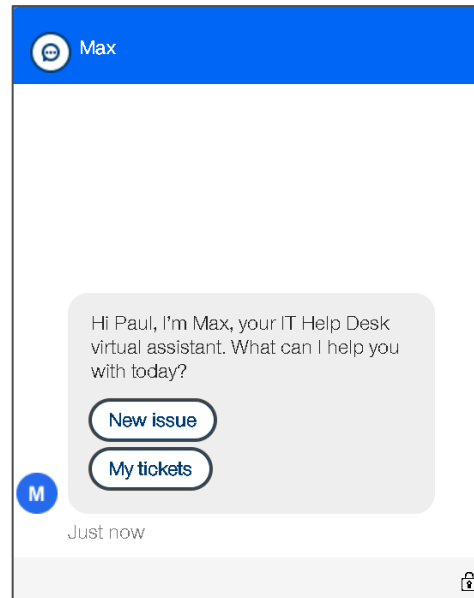 Max
Hi Paul, I'm Max, your IT Help Desk
virtual assistant. What can I help you
with today?
New issue
My tickets
M
Just now